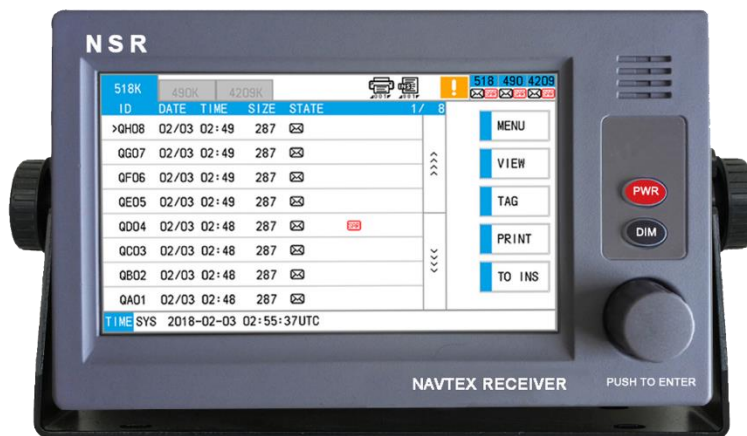 NSR
518K 490K 4209K ! 518 490 4209
ID DATE TIME SIZE STATE 1/ 8
>QH08 02/03 02:49 287
QG07 02/03 02:49 287
QF06 02/03 02:49 287
QE05 02/03 02:49 287
QD04 02/03 02:48 287
QC03 02/03 02:48 287
QB02 02/03 02:48 287
QA01 02/03 02:48 287
TIME SYS 2018-02-03 02:55:37UTC
MENU
VIEW
TAG
PRINT
TO INS
PWR
DIM
NAVTEX RECEIVER
PUSH TO ENTER